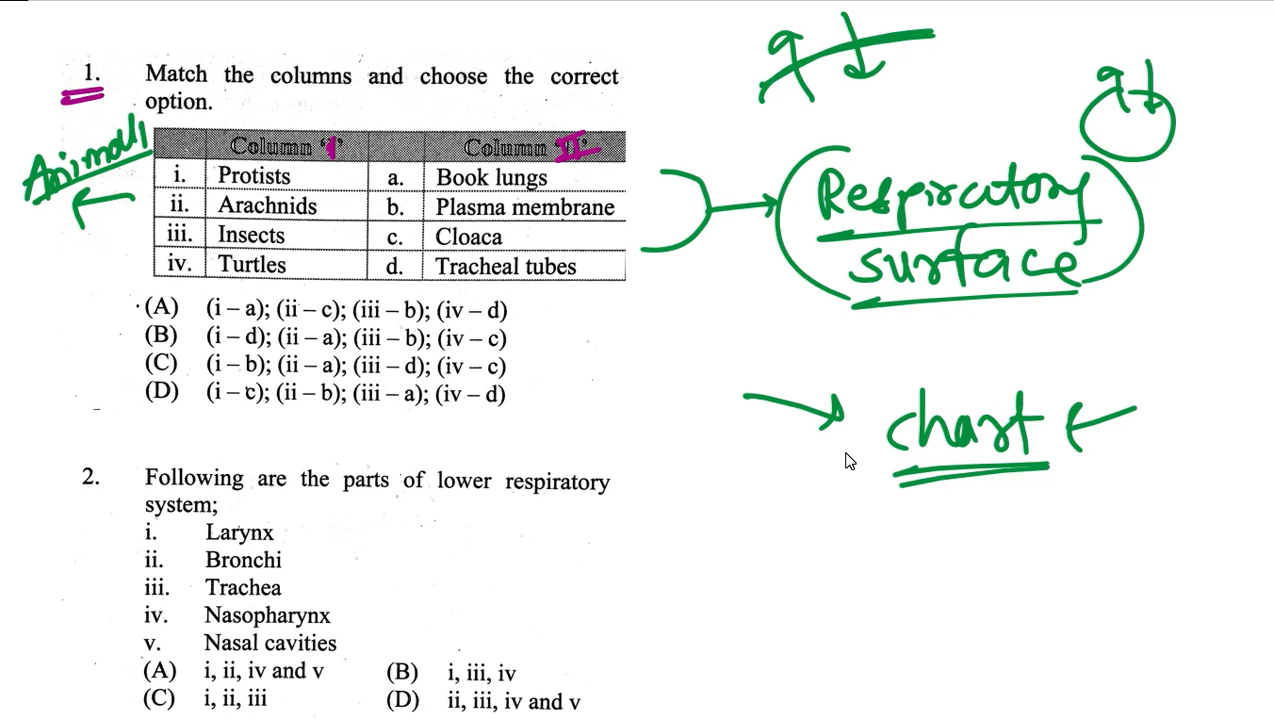 1. Match the columns and choose the correct
option.
Animals
Column ‘I’ Column ‘II’
i. Protists a. Book lungs
ii. Arachnids b. Plasma membrane
iii. Insects c. Cloaca
iv. Turtles d. Tracheal tubes
(A) (i – a); (ii – c); (iii – b); (iv – d)
(B) (i – d); (ii – a); (iii – b); (iv – c)
(C) (i – b); (ii – a); (iii – d); (iv – c)
(D) (i – c); (ii – b); (iii – a); (iv – d)
2. Following are the parts of lower respiratory
system;
i. Larynx
ii. Bronchi
iii. Trachea
iv. Nasopharynx
v. Nasal cavities
(A) i, ii, iv and v (B) i, iii, iv
(C) i, ii, iii (D) ii, iii, iv and v
Respiratory
surface
chart